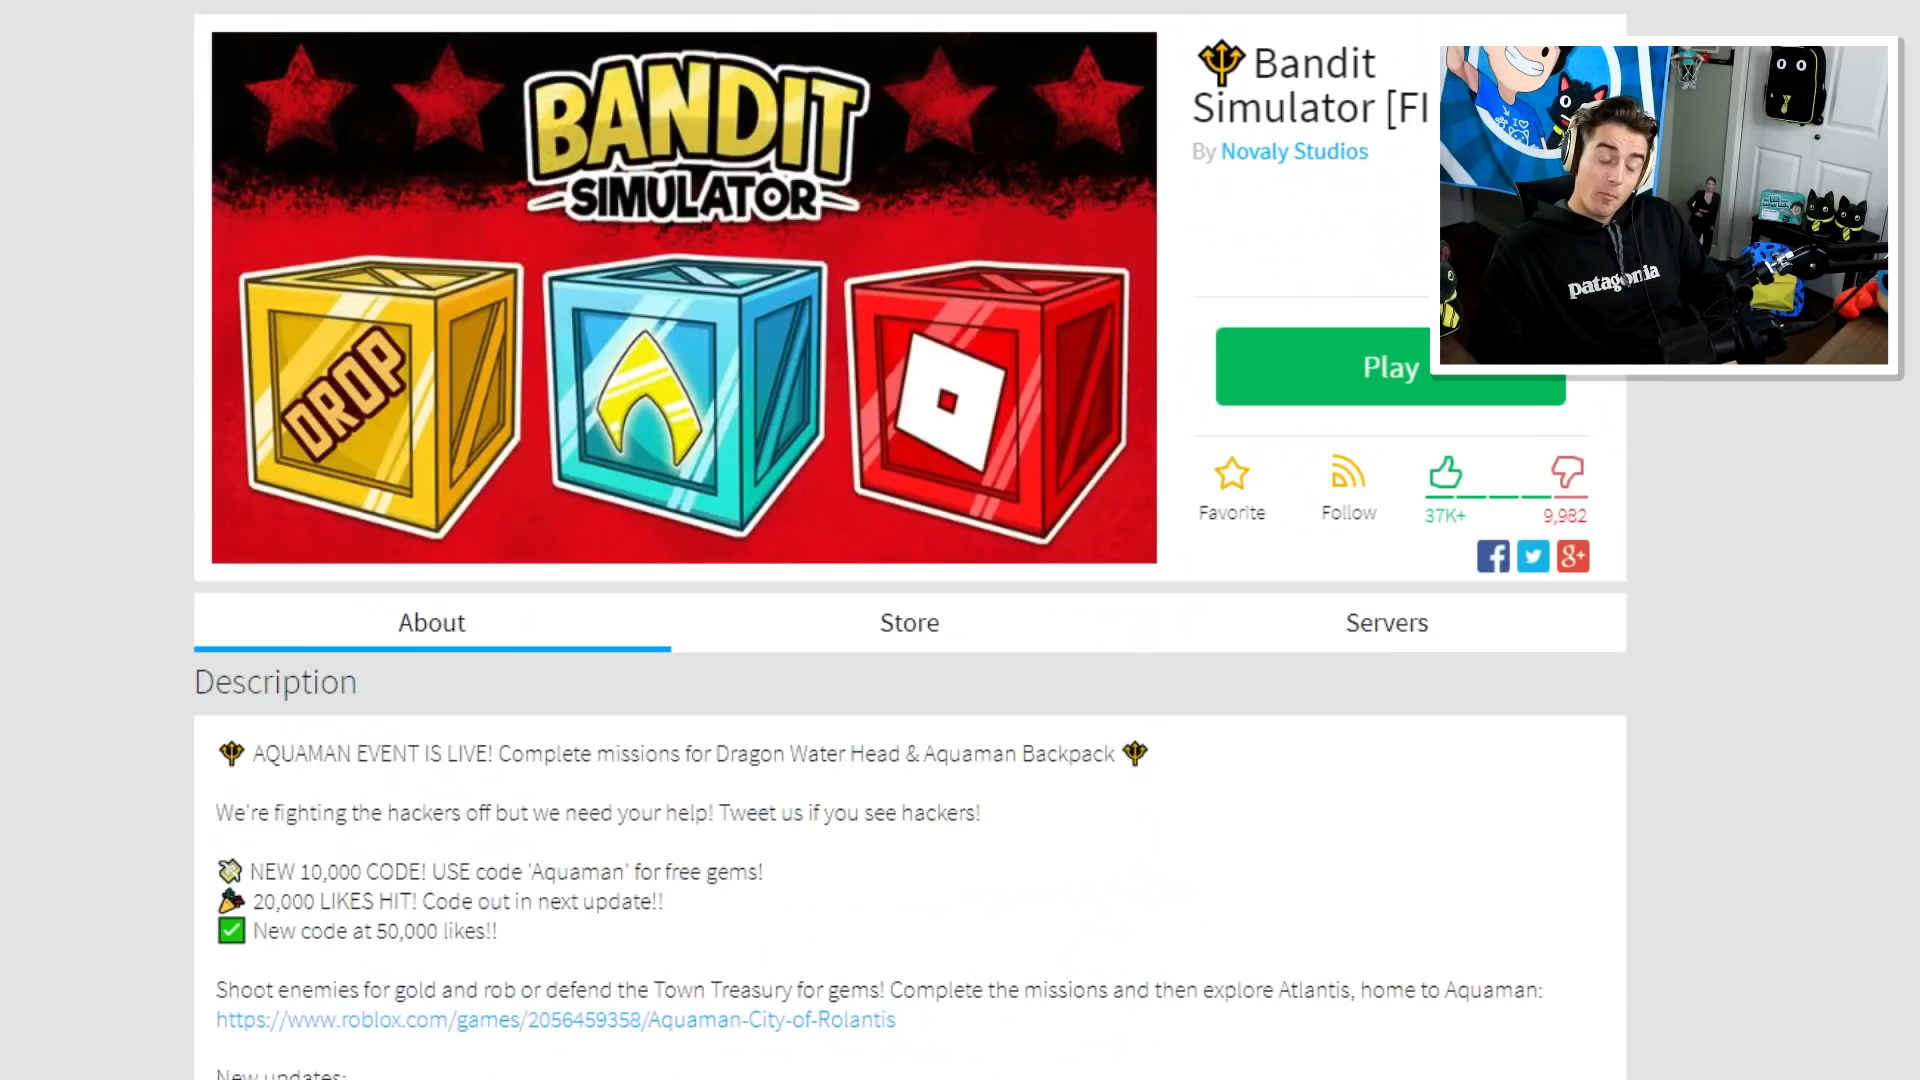 BANDIT
SIMULATOR
DROP
Bandit
Simulator [FI
By Novaly Studios
patagonia
Play
Favorite
Follow
37K+
9,982
f
g+
About
Store
Servers
Description
AQUAMAN EVENT IS LIVE! Complete missions for Dragon Water Head & Aquaman Backpack
We're fighting the hackers off but we need your help! Tweet us if you see hackers!
NEW 10,000 CODE! USE code 'Aquaman' for free gems!
20,000 LIKES HIT! Code out in next update!!
New code at 50,000 likes!!
Shoot enemies for gold and rob or defend the Town Treasury for gems! Complete the missions and then explore Atlantis, home to Aquaman:
https://www.roblox.com/games/2056459358/Aquaman-City-of-Rolantis
New updates: